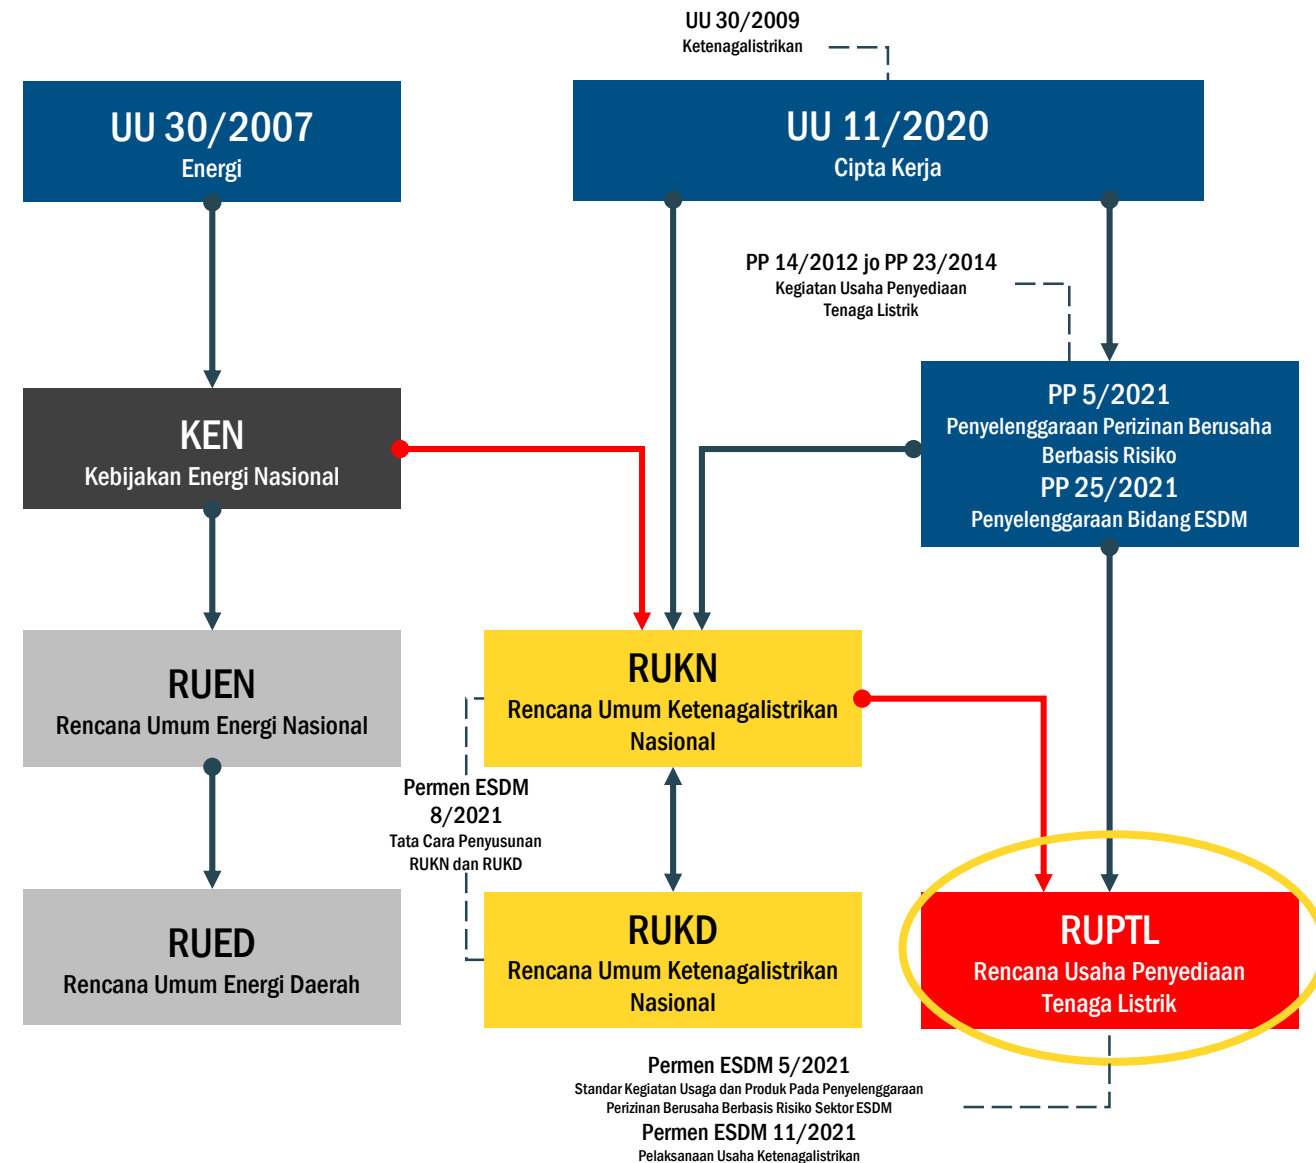 UU 30/2009
Ketenagalistrikan
UU 30/2007
Energi
UU 11/2020
Cipta Kerja
PP 14/2012 jo PP 23/2014
Kegiatan Usaha Penyediaan
Tenaga Listrik
KEN
Kebijakan Energi Nasional
PP 5/2021
Penyelenggaraan Perizinan Berusaha
Berbasis Risiko
PP 25/2021
Penyelenggaraan Bidang ESDM
RUEN
Rencana Umum Energi Nasional
RUKN
Rencana Umum Ketenagalistrikan
Nasional
Permen ESDM
8/2021
Tata Cara Penyusunan
RUKN dan RUKD
RUED
Rencana Umum Energi Daerah
RUKD
Rencana Umum Ketenagalistrikan
Nasional
RUPTL
Rencana Usaha Penyediaan
Tenaga Listrik
Permen ESDM 5/2021
Standar Kegiatan Usaga dan Produk Pada Penyelenggaraan
Perizinan Berusaha Berbasis Risiko Sektor ESDM
Permen ESDM 11/2021
Pelaksanaan Usaha Ketenagalistrikan